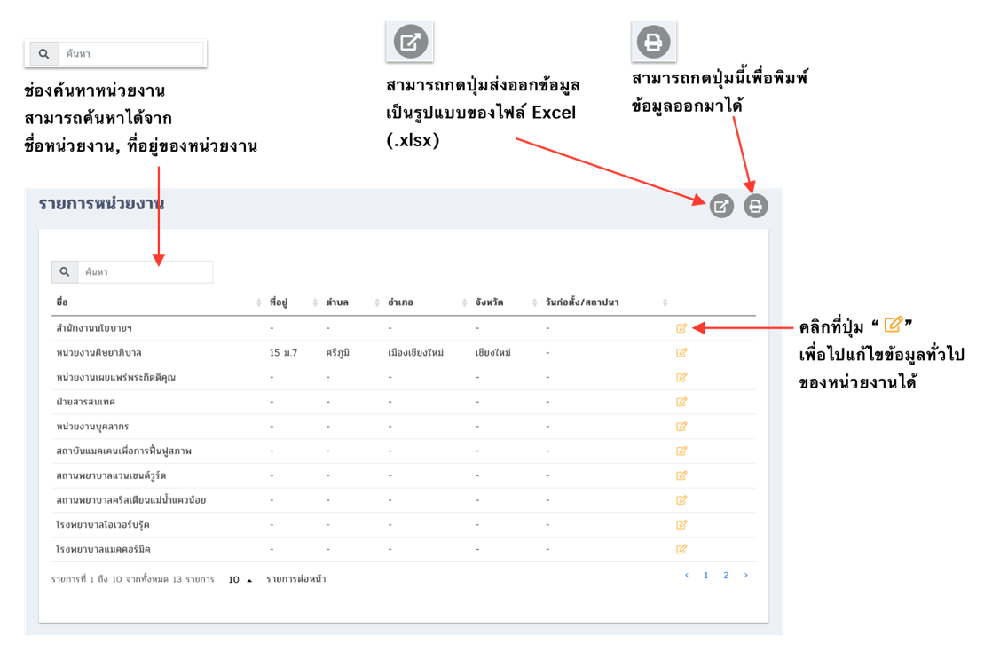 ค้นหา
ช่องค้นหาหน่วยงาน
สามารถค้นหาได้จาก
ชื่อหน่วยงาน, ที่อยู่ของหน่วยงาน
สามารถกดปุ่มส่งออกข้อมูล
เป็นรูปแบบของไฟล์ Excel
(.xlsx)
สามารถกดปุ่มนี้เพื่อพิมพ์
ข้อมูลออกมาได้
รายการหน่วยงาน
ค้นหา
ชื่อ ที่อยู่ ตำบล อำเภอ จังหวัด วันก่อตั้ง/สถาปนา
สำนักงานนโยบายฯ - - - - -
หน่วยงานศิษยาภิบาล 15 ม.7 ศรีภูมิ เมืองเชียงใหม่ เชียงใหม่ -
หน่วยงานเผยแพร่พระกิตติคุณ - - - - -
ฝ่ายสารสนเทศ - - - - -
หน่วยงานบุคลากร - - - - -
สถาบันแมคเคนเพื่อการฟื้นฟูสภาพ - - - - -
สถานพยาบาลแวนเซนต์วูร์ด - - - - -
สถานพยาบาลคริสเตียนแม่น้ำแควน้อย - - - - -
โรงพยาบาลโอเวอร์บรุ๊ค - - - - -
โรงพยาบาลแมคคอร์มิค - - - - -
รายการที่ 1 ถึง 10 จากทั้งหมด 13 รายการ 10 รายการต่อหน้า
‹ 1 2 ›
คลิกที่ปุ่ม “ ”
เพื่อไปแก้ไขข้อมูลทั่วไป
ของหน่วยงานได้